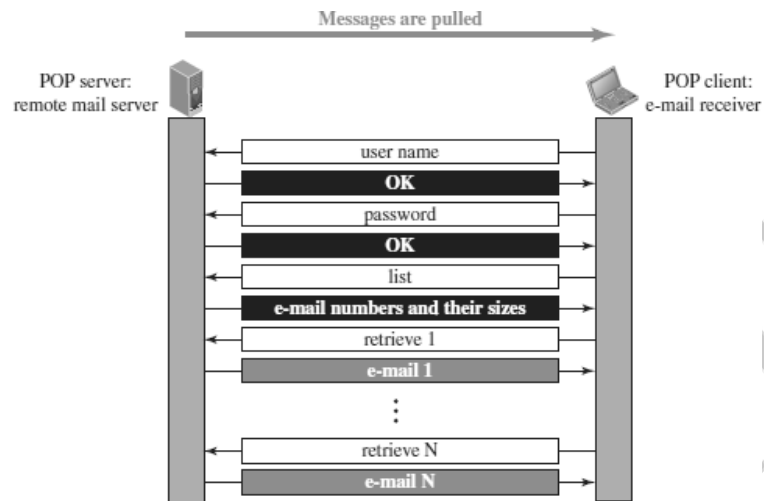 Messages are pulled
POP server:
remote mail server
POP client:
e-mail receiver
user name
OK
password
OK
list
e-mail numbers and their sizes
retrieve 1
e-mail 1
retrieve N
e-mail N